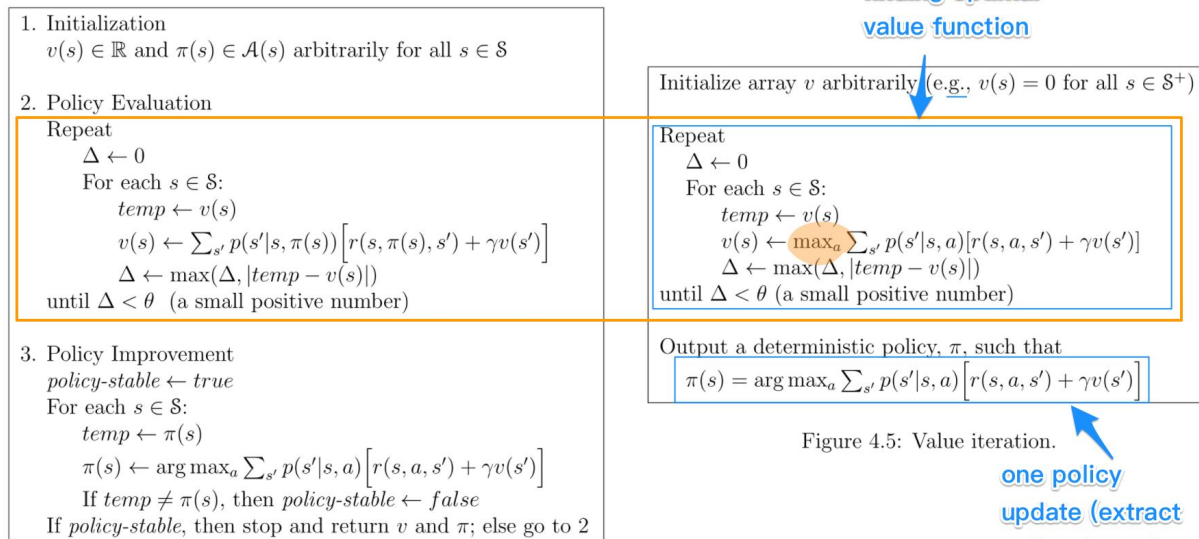 1. Initialization
v(s) ∈ ℝ and π(s) ∈ 𝒜(s) arbitrarily for all s ∈ 𝒮
2. Policy Evaluation
Repeat
Δ ← 0
For each s ∈ 𝒮:
temp ← v(s)
v(s) ← ∑_{s'} p(s'|s, π(s)) [r(s, π(s), s') + γv(s')]
Δ ← max(Δ, |temp − v(s)|)
until Δ < θ (a small positive number)
3. Policy Improvement
policy-stable ← true
For each s ∈ 𝒮:
temp ← π(s)
π(s) ← arg max_a ∑_{s'} p(s'|s, a) [r(s, a, s') + γv(s')]
If temp ≠ π(s), then policy-stable ← false
If policy-stable, then stop and return v and π; else go to 2
value function
Initialize array v arbitrarily (e.g., v(s) = 0 for all s ∈ 𝒮⁺)
Repeat
Δ ← 0
For each s ∈ 𝒮:
temp ← v(s)
v(s) ← max_a ∑_{s'} p(s'|s, a)[r(s, a, s') + γv(s')]
Δ ← max(Δ, |temp − v(s)|)
until Δ < θ (a small positive number)
Output a deterministic policy, π, such that
π(s) = arg max_a ∑_{s'} p(s'|s, a) [r(s, a, s') + γv(s')]
Figure 4.5: Value iteration.
one policy
update (extract